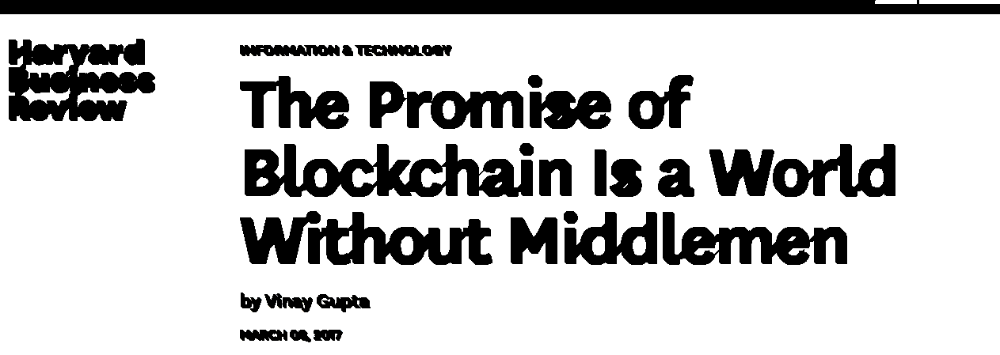 Harvard
Business
Review
INFORMATION & TECHNOLOGY
The Promise of
Blockchain Is a World
Without Middlemen
by Vinay Gupta
MARCH 06, 2017